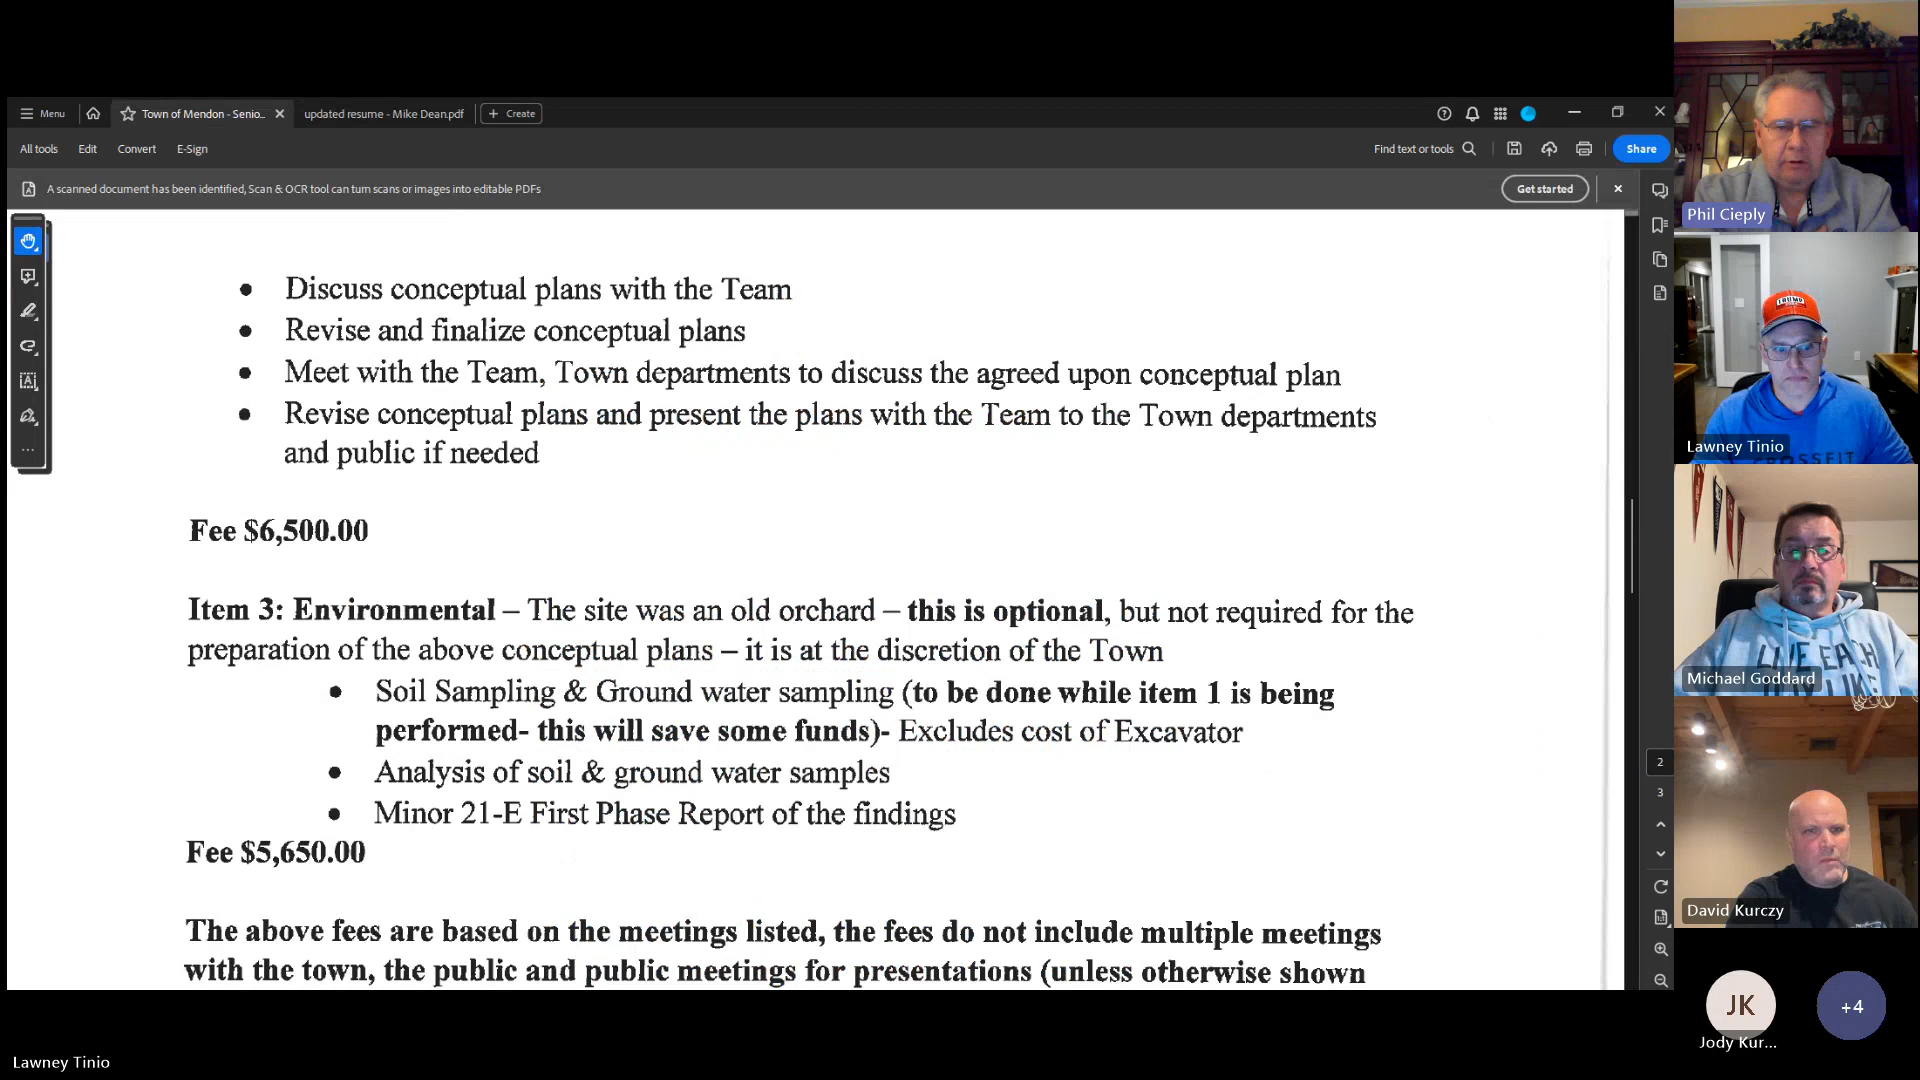 Menu
Town of Mendon - Senio...
updated resume - Mike Dean.pdf
Create
All tools
Edit
Convert
E-Sign
Find text or tools
Share
A scanned document has been identified, Scan & OCR tool can turn scans or images into editable PDFs
Get started
• Discuss conceptual plans with the Team
• Revise and finalize conceptual plans
• Meet with the Team, Town departments to discuss the agreed upon conceptual plan
• Revise conceptual plans and present the plans with the Team to the Town departments
and public if needed
Fee $6,500.00
Item 3: Environmental – The site was an old orchard – this is optional, but not required for the
preparation of the above conceptual plans – it is at the discretion of the Town
• Soil Sampling & Ground water sampling (to be done while item 1 is being
performed- this will save some funds)- Excludes cost of Excavator
• Analysis of soil & ground water samples
• Minor 21-E First Phase Report of the findings
Fee $5,650.00
The above fees are based on the meetings listed, the fees do not include multiple meetings
with the town, the public and public meetings for presentations (unless otherwise shown
2
3
Phil Cieply
TRUMP
Lawney Tinio
CROSSFIT
LIVE EACH
Michael Goddard
David Kurczy
JK
+4
Jody Kur...
Lawney Tinio